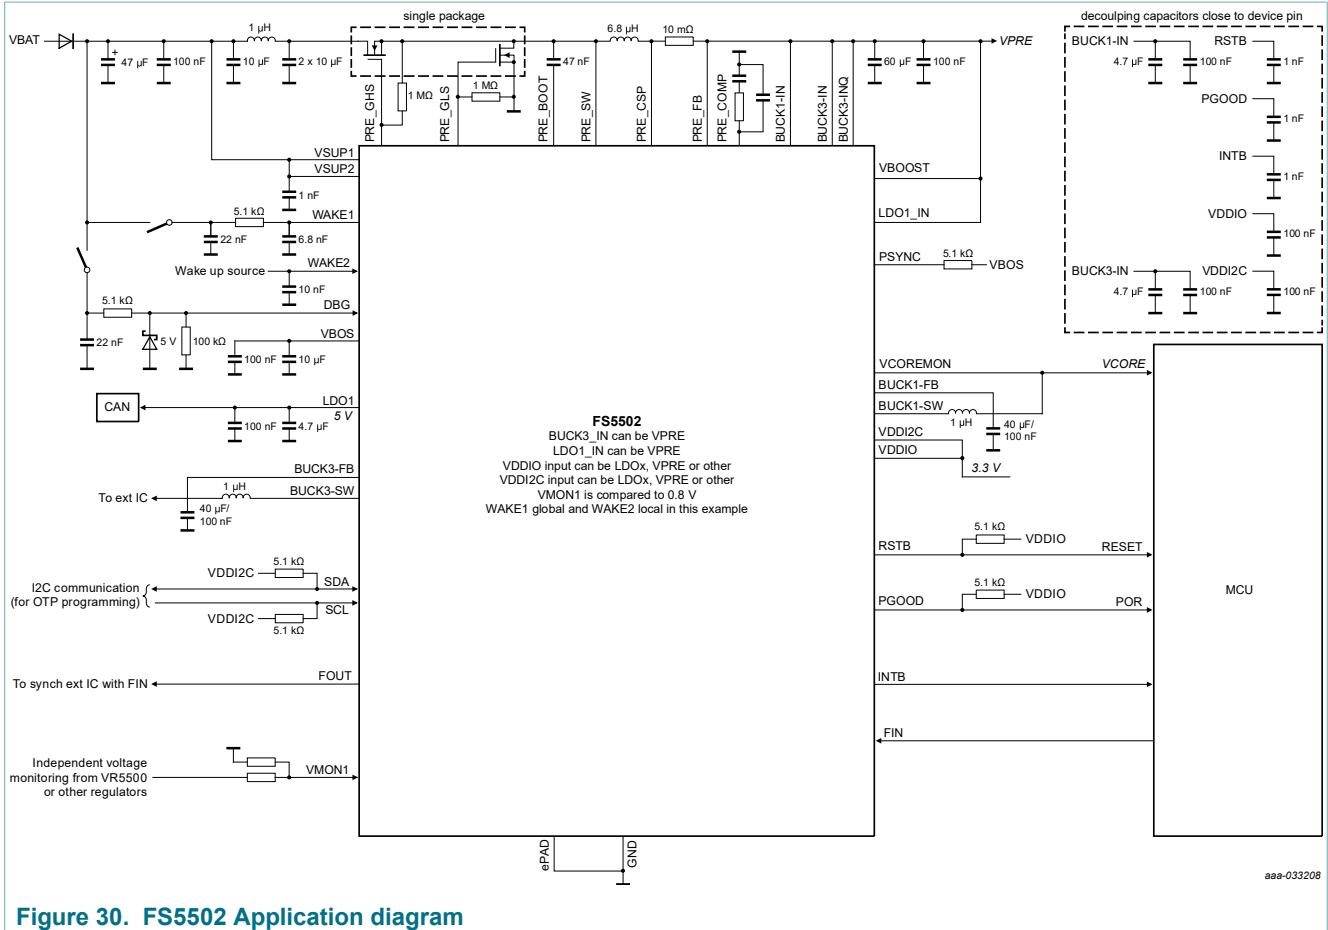 single package
decoulping capacitors close to device pin
VBAT
1 µH
6.8 µH
10 mΩ
VPRE
+
47 µF
100 nF
10 µF
2 x 10 µF
1 MΩ
1 MΩ
47 nF
60 µF
100 nF
PRE_GHS
PRE_GLS
PRE_BOOT
PRE_SW
PRE_CSP
PRE_FB
PRE_COMP
BUCK1-IN
BUCK3-IN
BUCK3-INQ
BUCK1-IN
4.7 µF
100 nF
RSTB
1 nF
PGOOD
1 nF
INTB
1 nF
VDDIO
100 nF
BUCK3-IN
4.7 µF
100 nF
VDDI2C
100 nF
VSUP1
VSUP2
1 nF
5.1 kΩ
WAKE1
22 nF
6.8 nF
Wake up source
WAKE2
10 nF
5.1 kΩ
DBG
22 nF
5 V
100 kΩ
VBOS
100 nF
10 µF
CAN
LDO1
5 V
100 nF
4.7 µF
BUCK3-FB
To ext IC
1 µH
BUCK3-SW
40 µF/
100 nF
I2C communication
(for OTP programming)
VDDI2C
5.1 kΩ
SDA
SCL
VDDI2C
5.1 kΩ
To synch ext IC with FIN
FOUT
Independent voltage
monitoring from VR5500
or other regulators
VMON1
FS5502
BUCK3_IN can be VPRE
LDO1_IN can be VPRE
VDDIO input can be LDOx, VPRE or other
VDDI2C input can be LDOx, VPRE or other
VMON1 is compared to 0.8 V
WAKE1 global and WAKE2 local in this example
VBOOST
LDO1_IN
PSYNC
5.1 kΩ
VBOS
VCOREMON
VCORE
BUCK1-FB
BUCK1-SW
1 µH
40 µF/
100 nF
VDDI2C
VDDIO
3.3 V
5.1 kΩ
VDDIO
RSTB
RESET
5.1 kΩ
VDDIO
PGOOD
POR
MCU
INTB
FIN
ePAD
GND
aaa-033208
Figure 30. FS5502 Application diagram